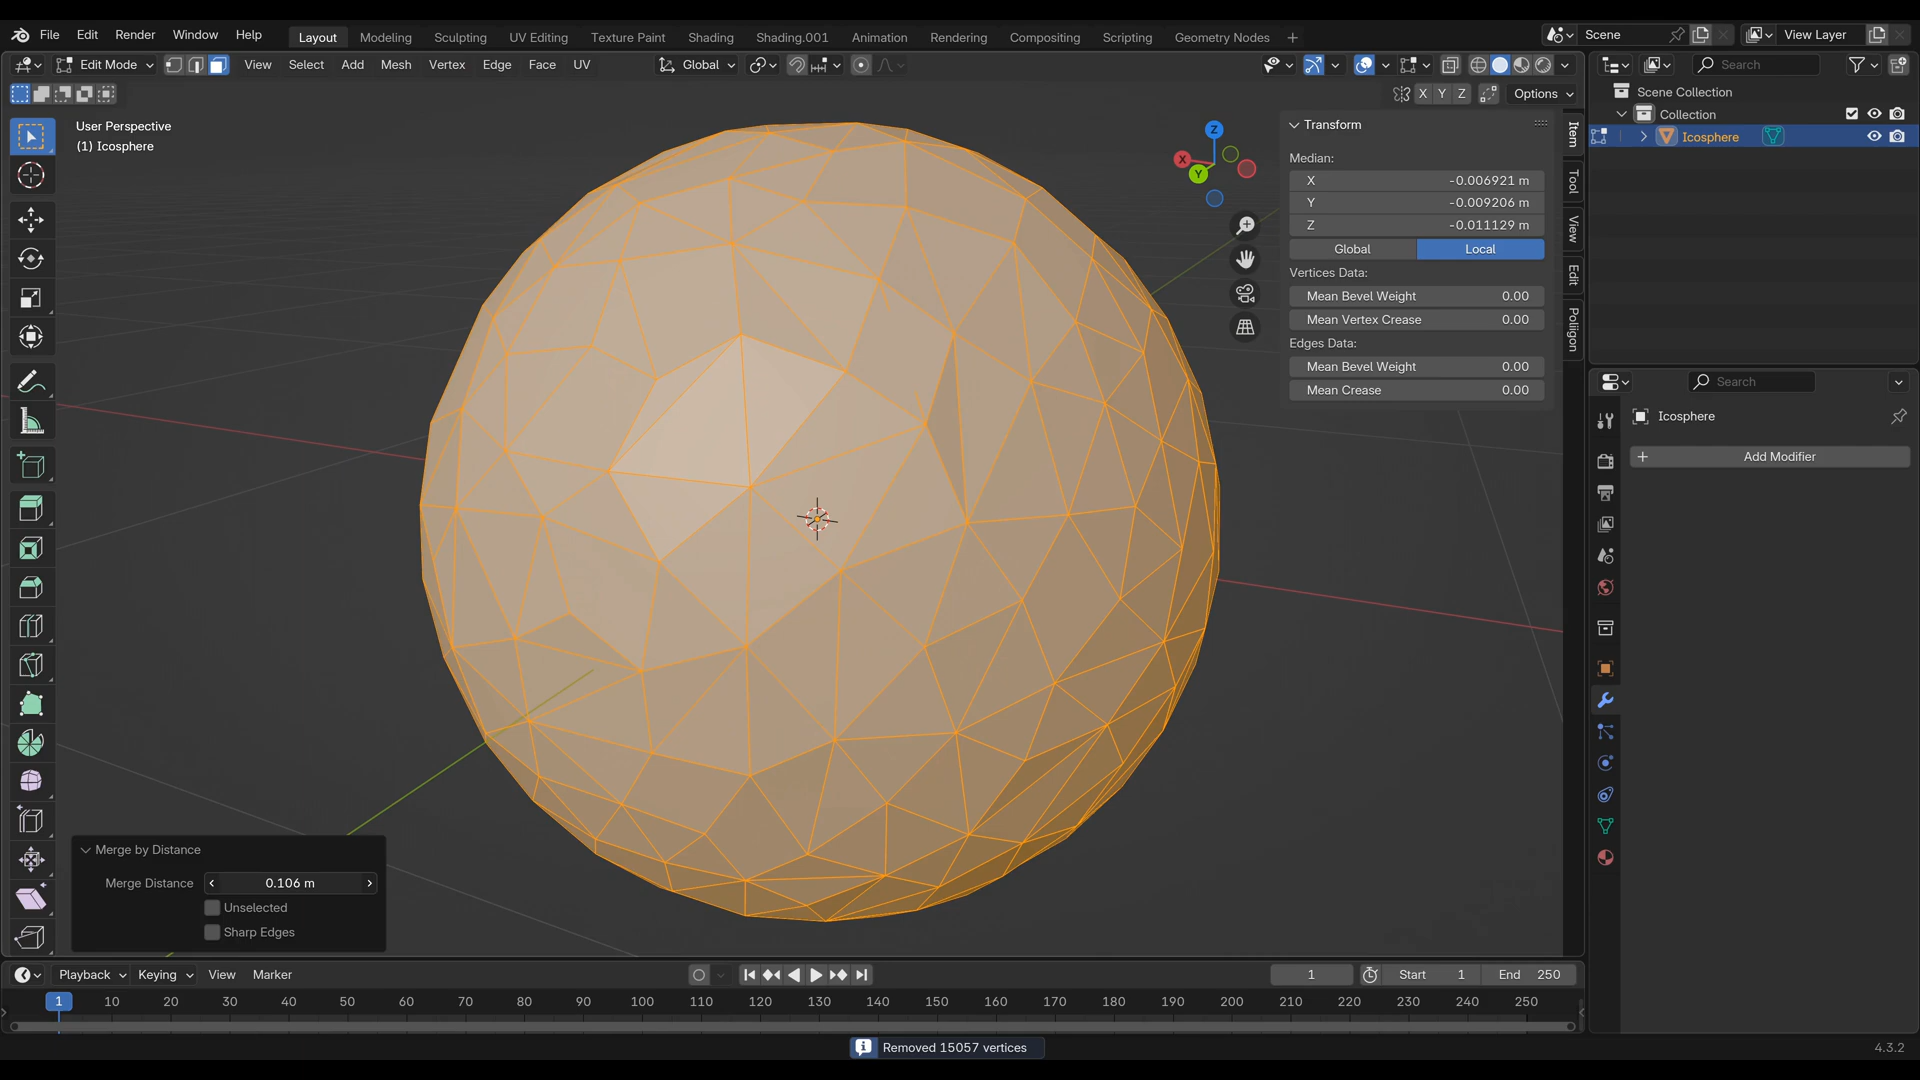 File Edit Render Window Help Layout Modeling Sculpting UV Editing Texture Paint Shading Shading.001 Animation Rendering Compositing Scripting Geometry Nodes + Scene View Layer
Edit Mode View Select Add Mesh Vertex Edge Face UV Global Search
X Y Z Options
Scene Collection
Collection
Icosphere
User Perspective
(1) Icosphere
Z
X
Y
Transform
Median:
X -0.006921 m
Y -0.009206 m
Z -0.011129 m
Global Local
Vertices Data:
Mean Bevel Weight 0.00
Mean Vertex Crease 0.00
Edges Data:
Mean Bevel Weight 0.00
Mean Crease 0.00
Item
Tool
View
Edit
Poliigon
Search
Icosphere
+ Add Modifier
Merge by Distance
Merge Distance 0.106 m
Unselected
Sharp Edges
Playback Keying View Marker 1 Start 1 End 250
1 10 20 30 40 50 60 70 80 90 100 110 120 130 140 150 160 170 180 190 200 210 220 230 240 250
Removed 15057 vertices
4.3.2